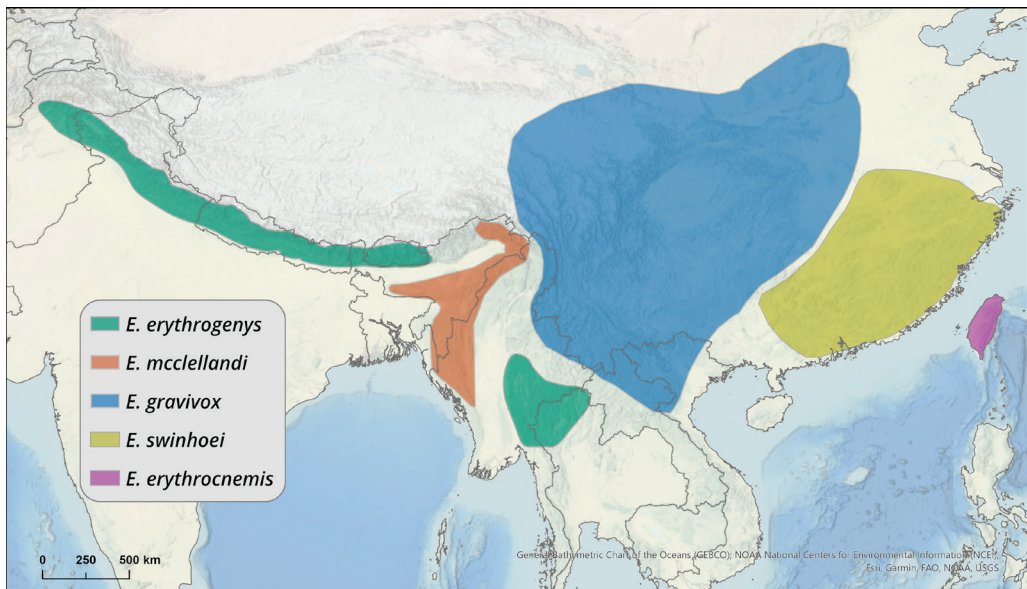 E. erythrogenys
E. mcclellandi
E. gravivox
E. swinhoei
E. erythrocnemis
0 250 500 km
General Bathymetric Chart of the Oceans (GEBCO); NOAA National Centers for Environmental Information (NCEI);
Esri, Garmin, FAO, NOAA, USGS